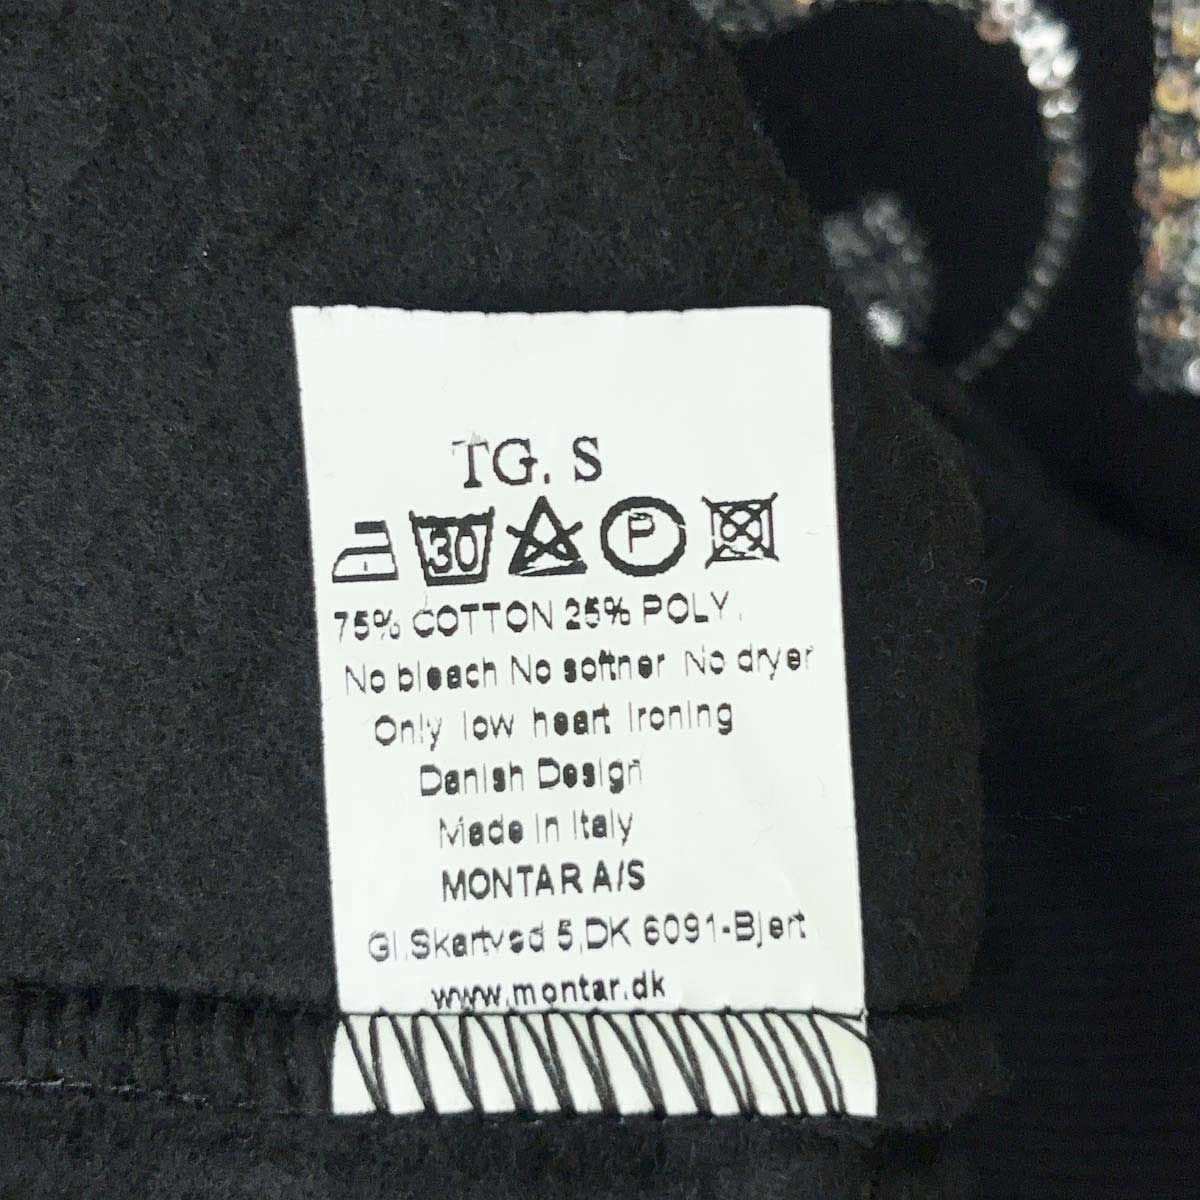 TG. S
30 P
75% COTTON 25% POLY.
No bleach No softner No dryer
Only low heart Ironing
Danish Design
Made In Italy
MONTAR A/S
Gl.Skartved 5,DK 6091-Bjert
www.montar.dk